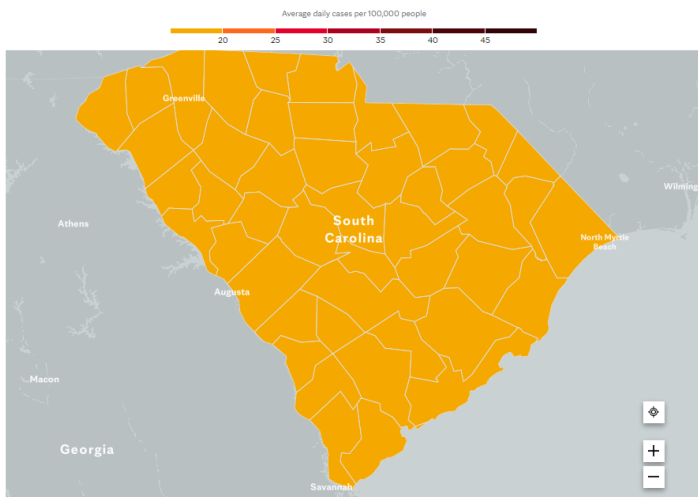 Average daily cases per 100,000 people
20 25 30 35 40 45
Greenville
Wilming
South
Carolina
Athens
North Myrtle
Beach
Augusta
Macon
Georgia
Savannah